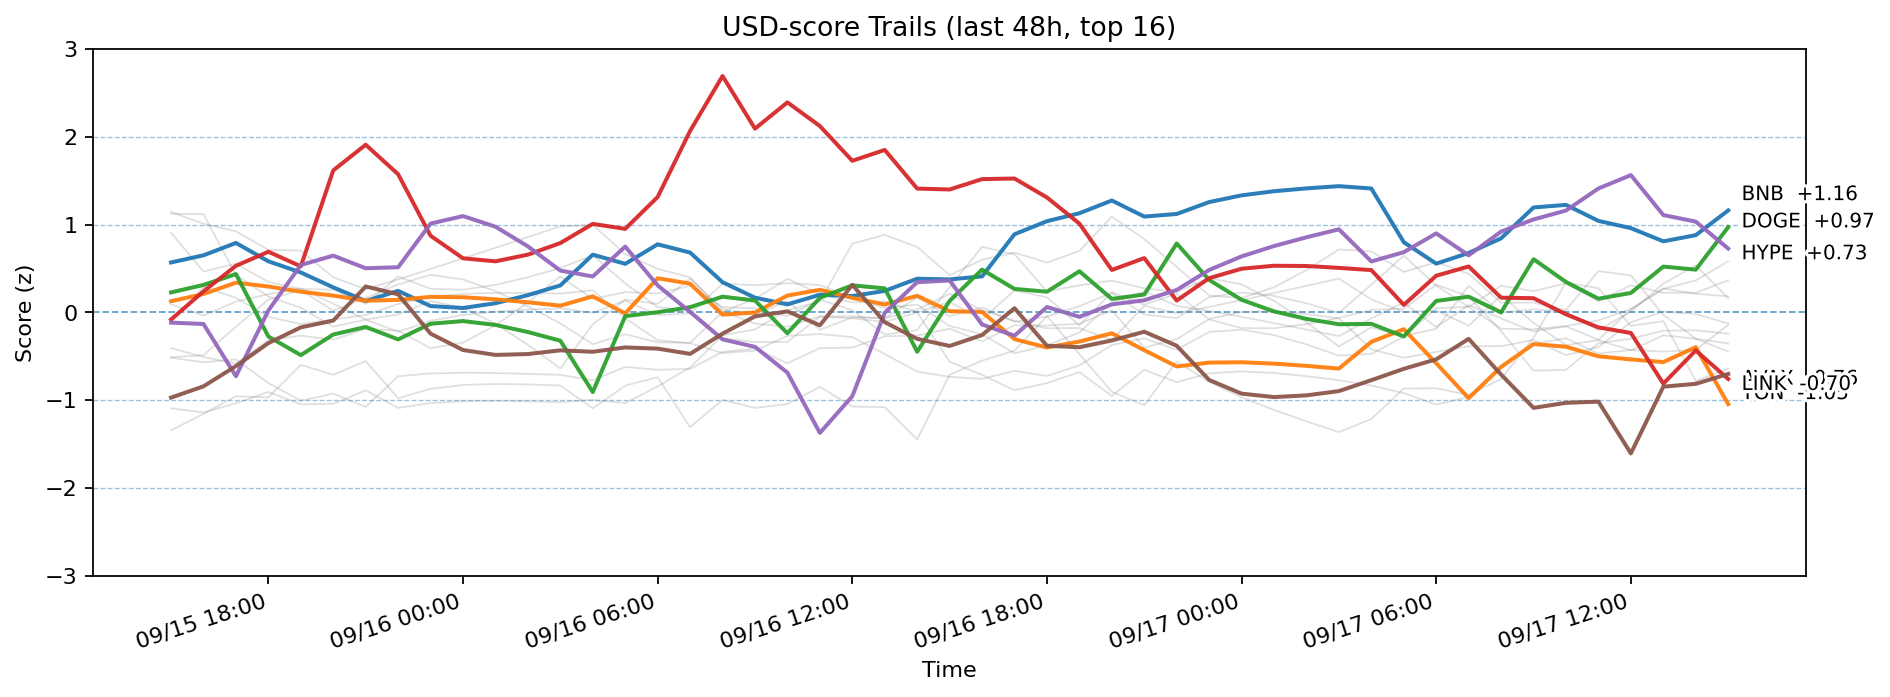 USD-score Trails (last 48h, top 16)
3
2
1
0
−1
−2
−3
Score (z)
BNB +1.16
DOGE +0.97
HYPE +0.73
LINK -0.70
09/15 18:00
09/16 00:00
09/16 06:00
09/16 12:00
09/16 18:00
09/17 00:00
09/17 06:00
09/17 12:00
Time